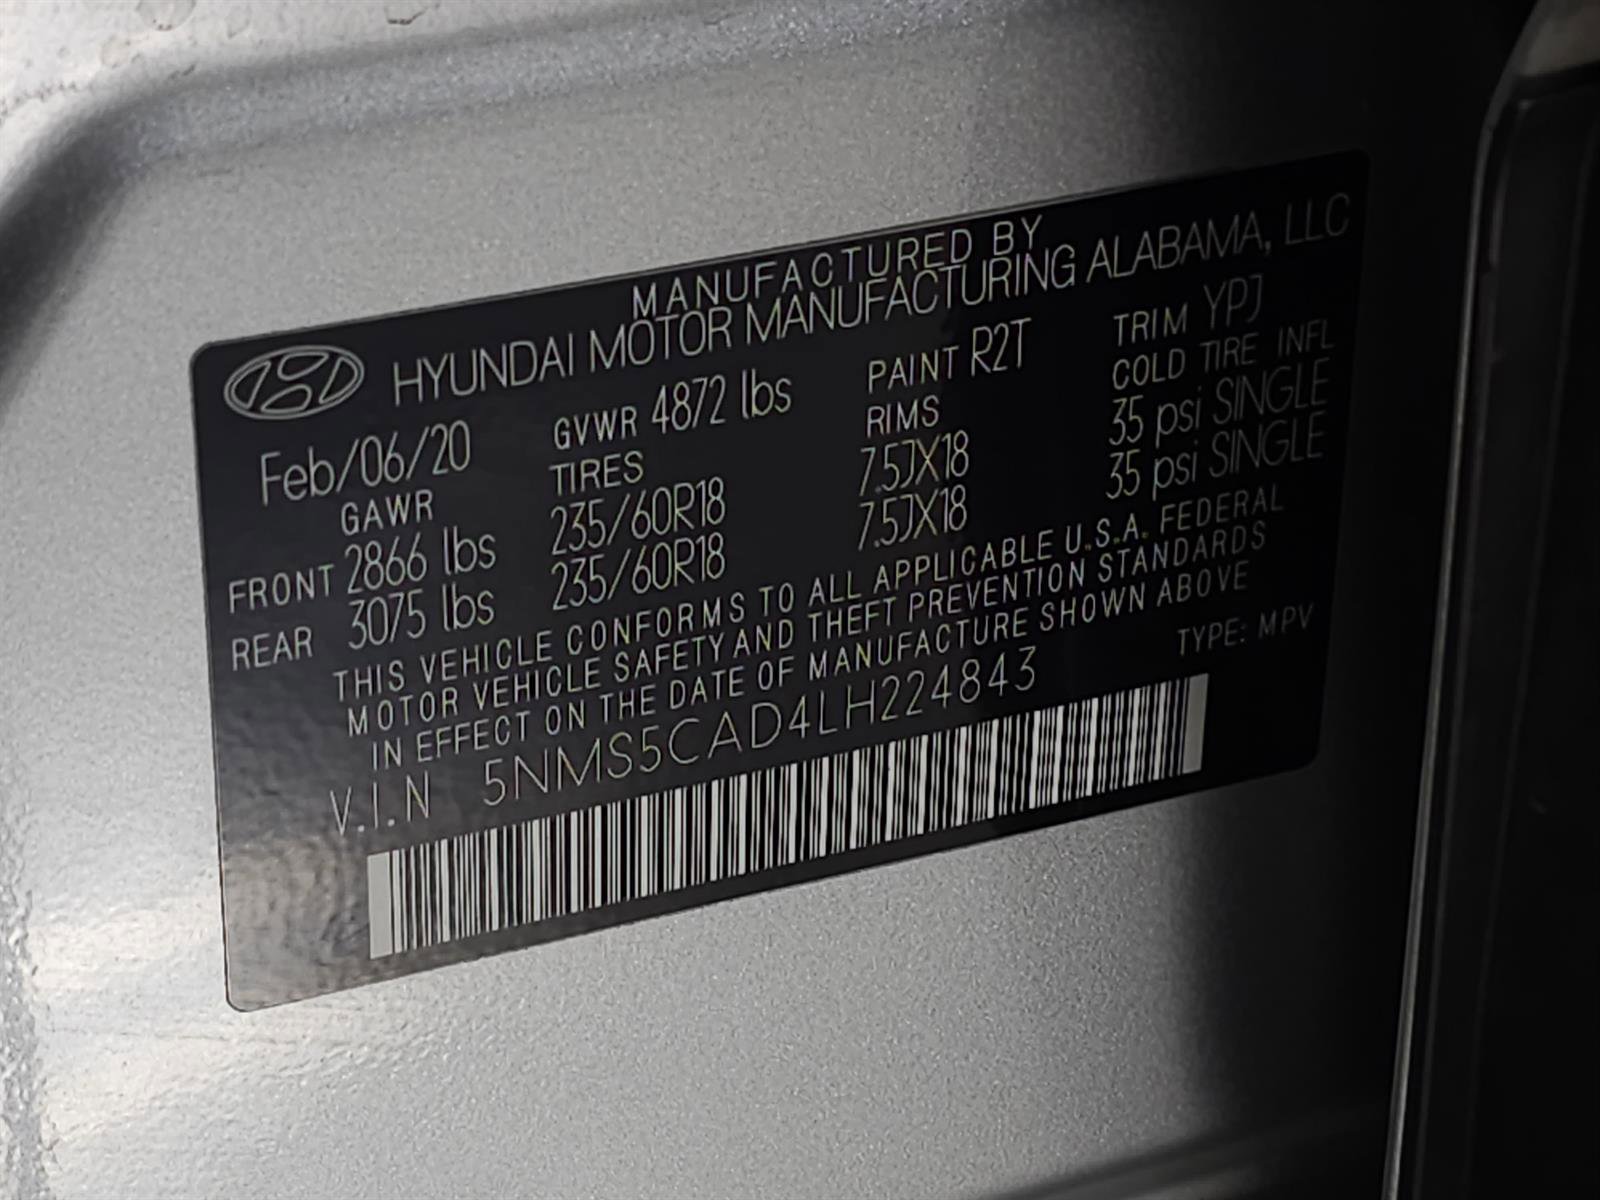 MANUFACTURED BY
HYUNDAI MOTOR MANUFACTURING ALABAMA, LLC
Feb/06/20 GVWR 4872 lbs PAINT R2T TRIM YPJ
GAWR TIRES RIMS COLD TIRE INFL
FRONT 2866 lbs 235/60R18 7.5JX18 35 psi SINGLE
REAR 3075 lbs 235/60R18 7.5JX18 35 psi SINGLE
THIS VEHICLE CONFORMS TO ALL APPLICABLE U.S.A. FEDERAL
MOTOR VEHICLE SAFETY AND THEFT PREVENTION STANDARDS
IN EFFECT ON THE DATE OF MANUFACTURE SHOWN ABOVE
V.I.N 5NMS5CAD4LH224843 TYPE: MPV